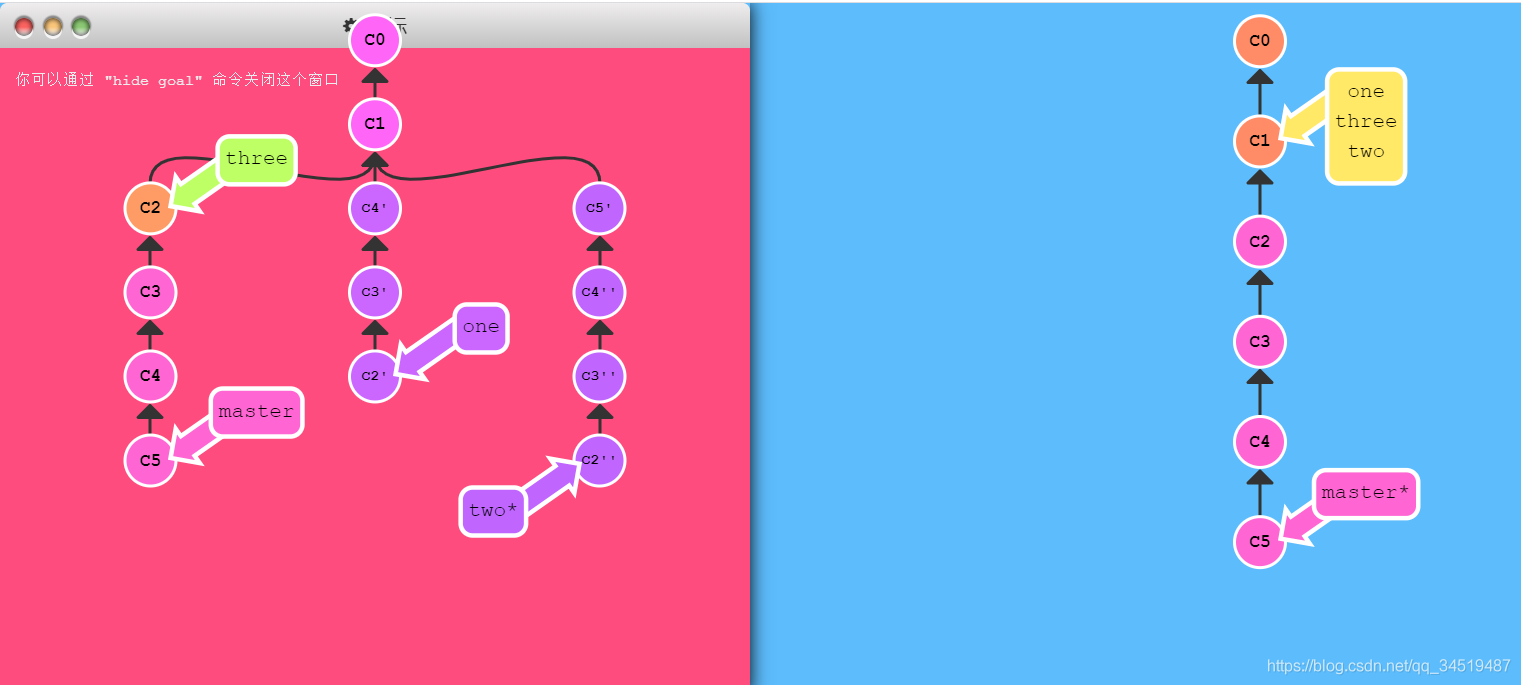 你可以通过 "hide goal" 命令关闭这个窗口
C0
C1
three
C2
C4'
C5'
C3
C3'
C4''
one
C4
C2'
C3''
master
C5
C2''
two*
C0
one
three
two
C1
C2
C3
C4
master*
C5
https://blog.csdn.net/qq_34519487